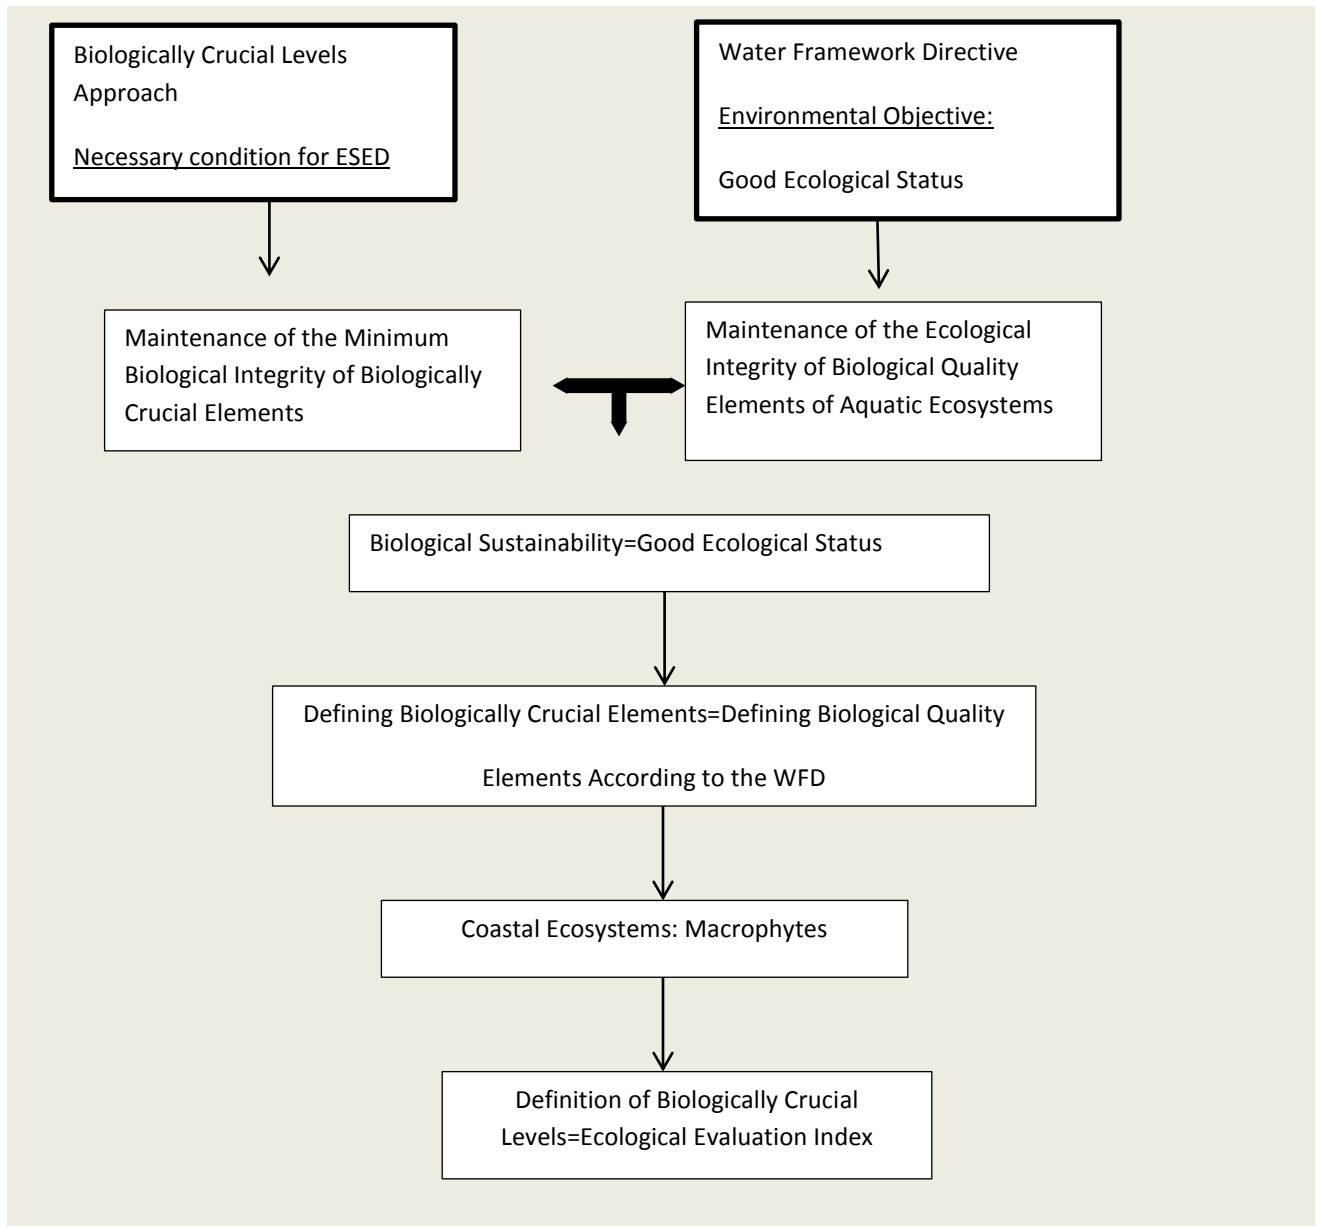 Biologically Crucial Levels
Approach
Necessary condition for ESED
Water Framework Directive
Environmental Objective:
Good Ecological Status
Maintenance of the Minimum
Biological Integrity of Biologically
Crucial Elements
Maintenance of the Ecological
Integrity of Biological Quality
Elements of Aquatic Ecosystems
Biological Sustainability=Good Ecological Status
Defining Biologically Crucial Elements=Defining Biological Quality
Elements According to the WFD
Coastal Ecosystems: Macrophytes
Definition of Biologically Crucial
Levels=Ecological Evaluation Index